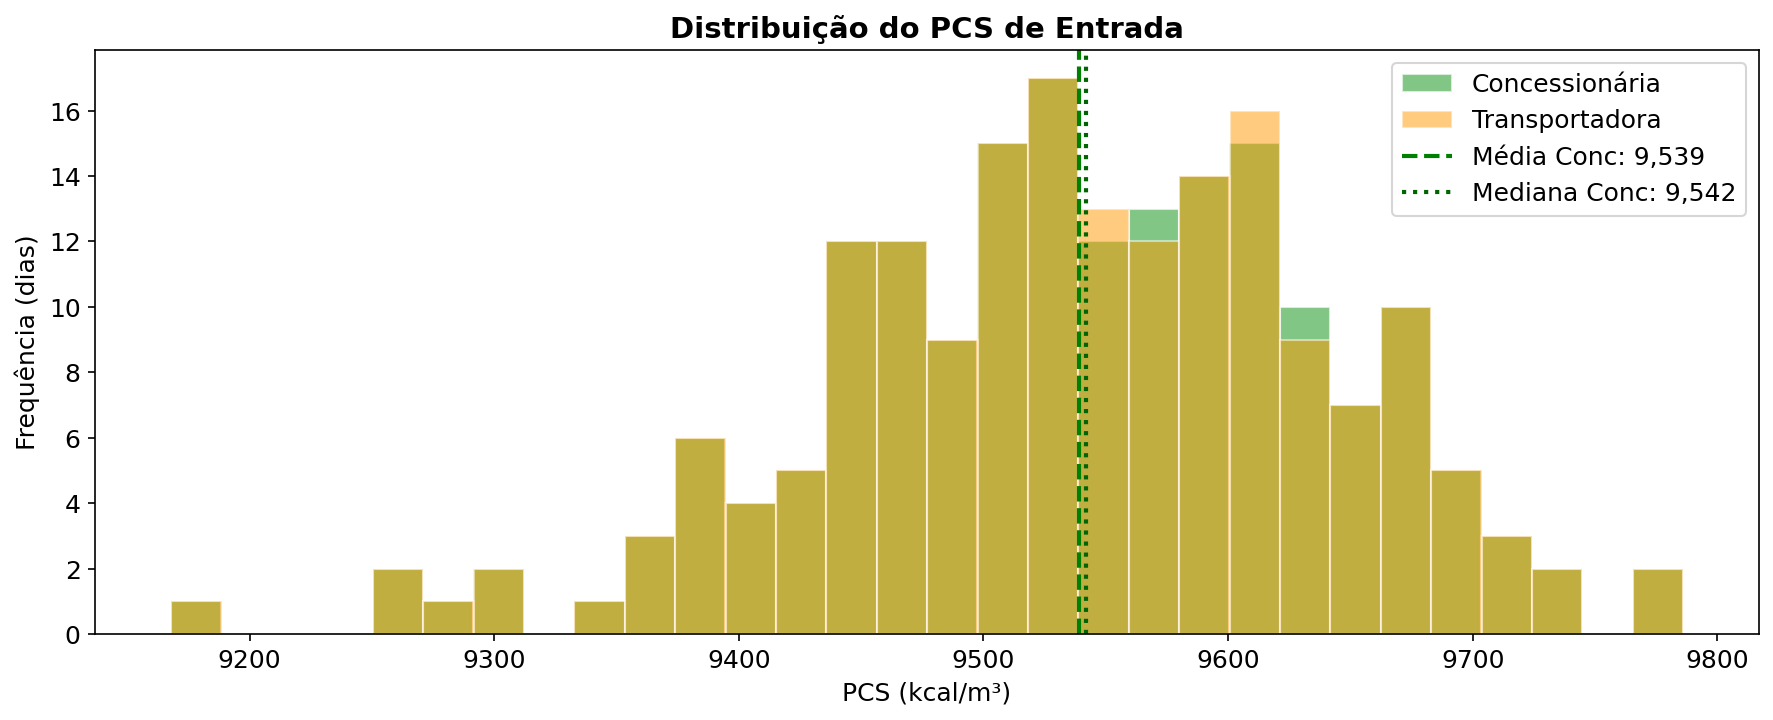 Distribuição do PCS de Entrada
Concessionária
Transportadora
Média Conc: 9,539
Mediana Conc: 9,542
Frequência (dias)
16
14
12
10
8
6
4
2
0
9200 9300 9400 9500 9600 9700 9800
PCS (kcal/m³)